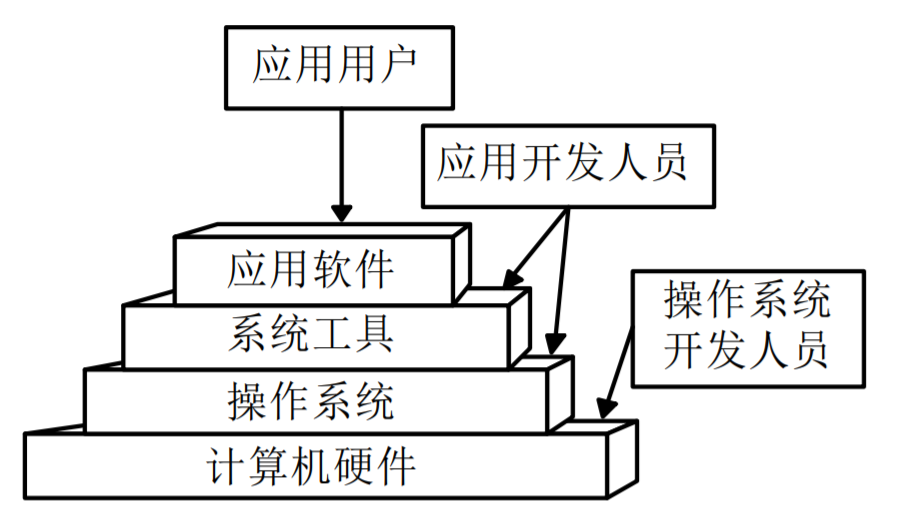 应用用户
应用开发人员
应用软件
操作系统
开发人员
系统工具
操作系统
计算机硬件